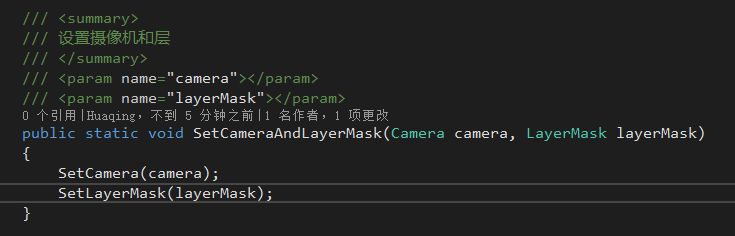 /// <summary>
/// 设置摄像机和层
/// </summary>
/// <param name="camera"></param>
/// <param name="layerMask"></param>
0 个引用|Huaqing，不到 5 分钟之前|1 名作者，1 项更改
public static void SetCameraAndLayerMask(Camera camera, LayerMask layerMask)
{
    SetCamera(camera);
    SetLayerMask(layerMask);
}